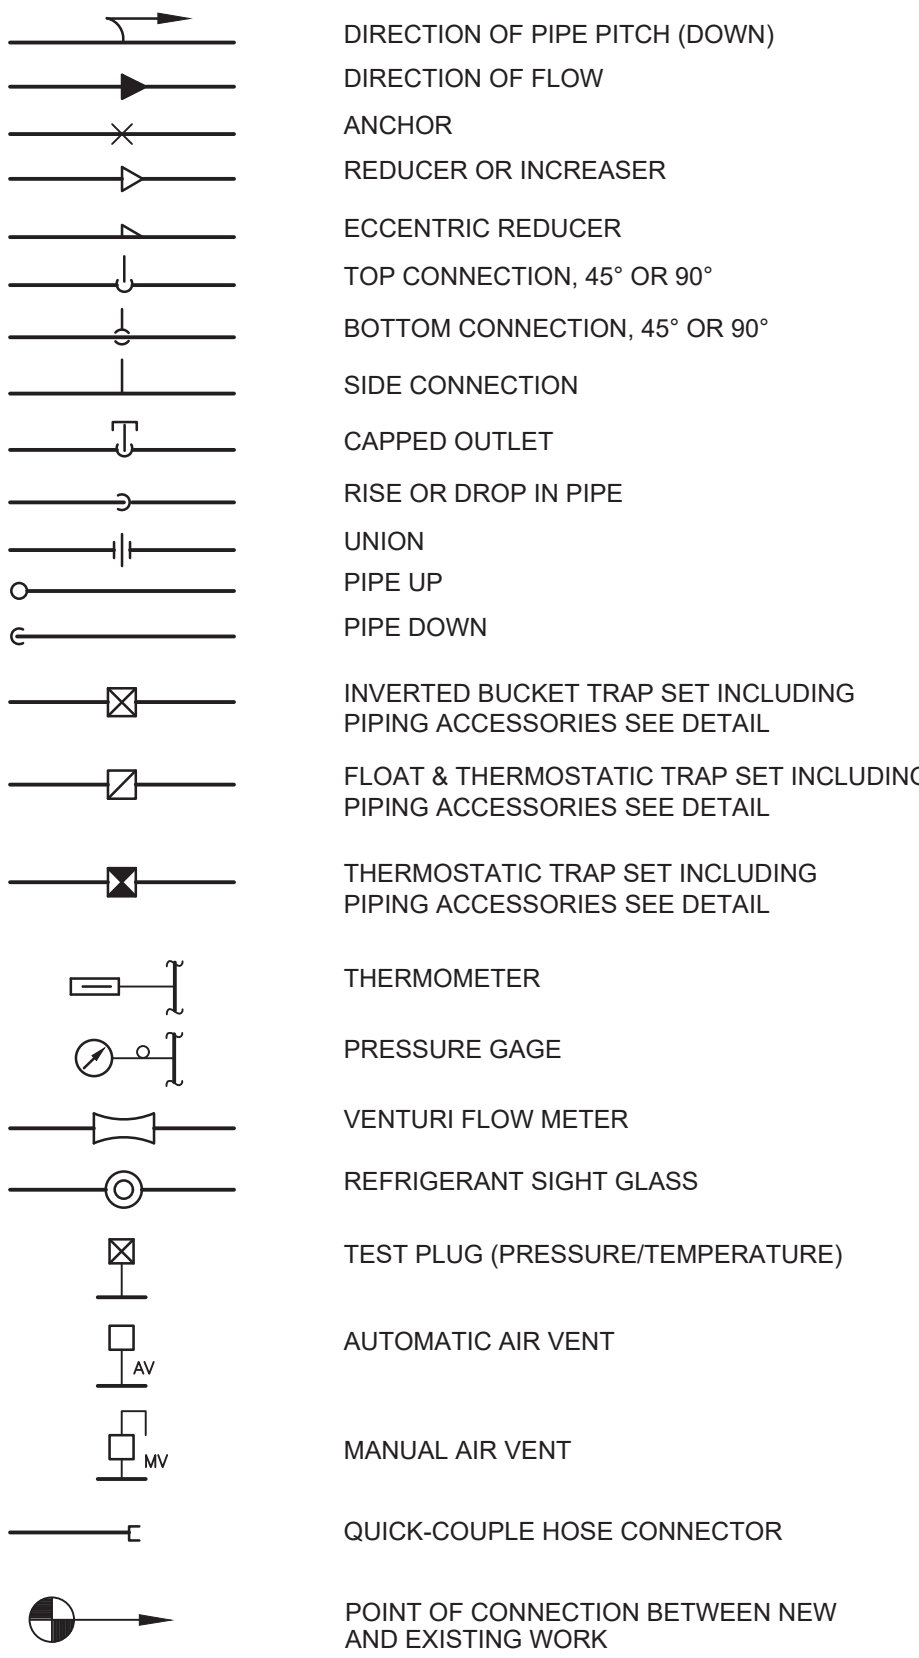 DIRECTION OF PIPE PITCH (DOWN)
DIRECTION OF FLOW
ANCHOR
REDUCER OR INCREASER
ECCENTRIC REDUCER
TOP CONNECTION, 45° OR 90°
BOTTOM CONNECTION, 45° OR 90°
SIDE CONNECTION
CAPPED OUTLET
RISE OR DROP IN PIPE
UNION
PIPE UP
PIPE DOWN
INVERTED BUCKET TRAP SET INCLUDING
PIPING ACCESSORIES SEE DETAIL
FLOAT & THERMOSTATIC TRAP SET INCLUDING
PIPING ACCESSORIES SEE DETAIL
THERMOSTATIC TRAP SET INCLUDING
PIPING ACCESSORIES SEE DETAIL
THERMOMETER
PRESSURE GAGE
VENTURI FLOW METER
REFRIGERANT SIGHT GLASS
TEST PLUG (PRESSURE/TEMPERATURE)
AUTOMATIC AIR VENT
AV
MANUAL AIR VENT
MV
QUICK-COUPLE HOSE CONNECTOR
POINT OF CONNECTION BETWEEN NEW
AND EXISTING WORK